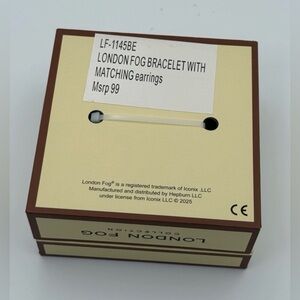 LF-1145BE
LONDON FOG BRACELET WITH
MATCHING earrings
Msrp 99
London Fog® is a registered trademark of Iconix ,LLC
Manufactured and distributed by Hepburn LLC
under license from Iconix LLC © 2025
CE
LONDON FOG
COLLECTION